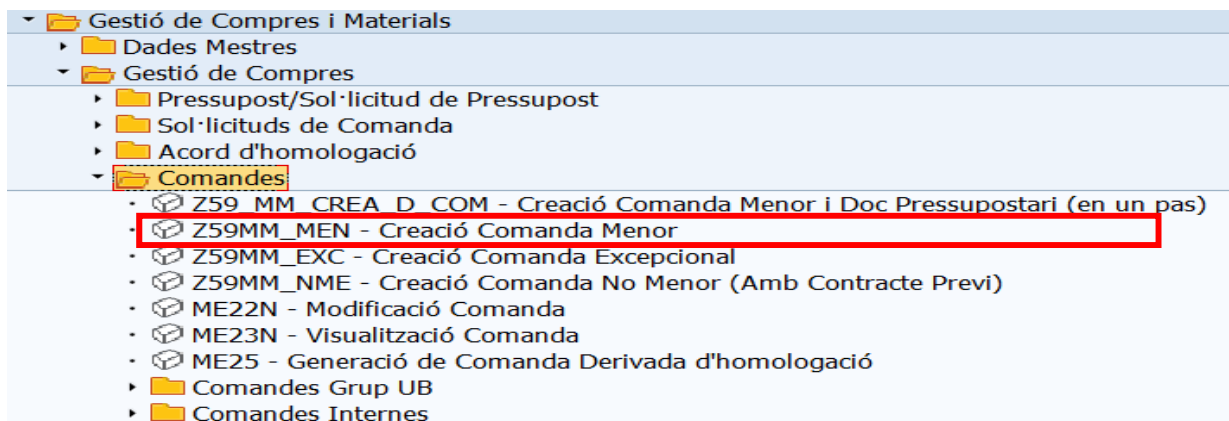 Gestió de Compres i Materials
Dades Mestres
Gestió de Compres
Pressupost/Sol·licitud de Pressupost
Sol·licituds de Comanda
Acord d'homologació
Comandes
Z59_MM_CREA_D_COM - Creació Comanda Menor i Doc Pressupostari (en un pas)
Z59MM_MEN - Creació Comanda Menor
Z59MM_EXC - Creació Comanda Excepcional
Z59MM_NME - Creació Comanda No Menor (Amb Contracte Previ)
ME22N - Modificació Comanda
ME23N - Visualització Comanda
ME25 - Generació de Comanda Derivada d'homologació
Comandes Grup UB
Comandes Internes